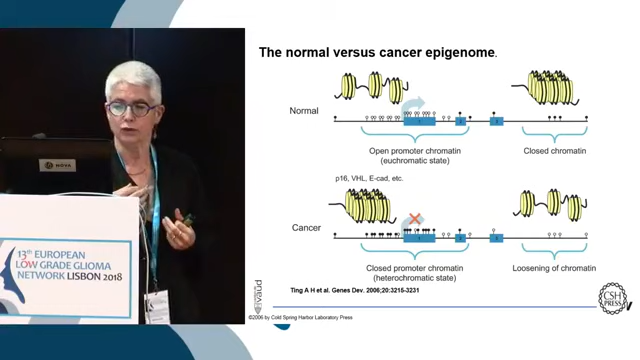 The normal versus cancer epigenome.
Normal
Open promoter chromatin
(euchromatic state)
Closed chromatin
p16, VHL, E-cad, etc.
Cancer
Closed promoter chromatin
(heterochromatic state)
Loosening of chromatin
Ting A H et al. Genes Dev. 2006;20:3215-3231
©2006 by Cold Spring Harbor Laboratory Press
CSH
PRESS
13th EUROPEAN
LOW GRADE GLIOMA
NETWORK LISBON 2018